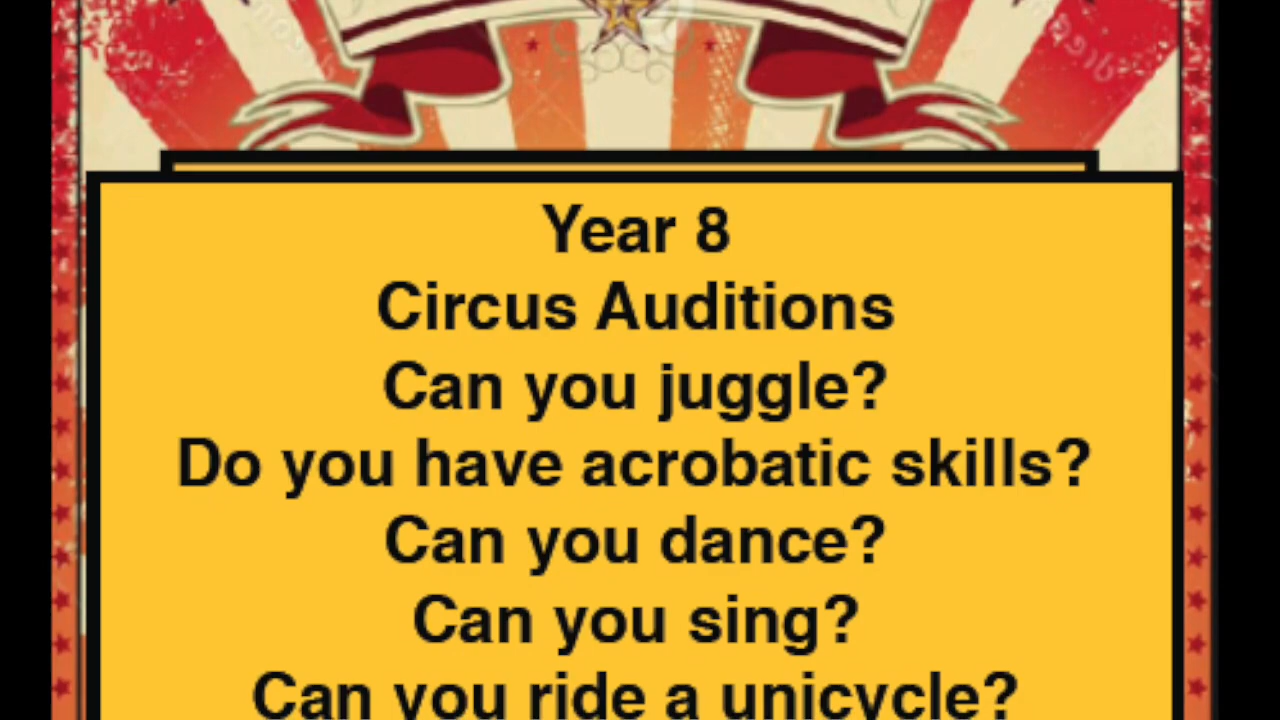 Year 8
Circus Auditions
Can you juggle?
Do you have acrobatic skills?
Can you dance?
Can you sing?
Can you ride a unicycle?